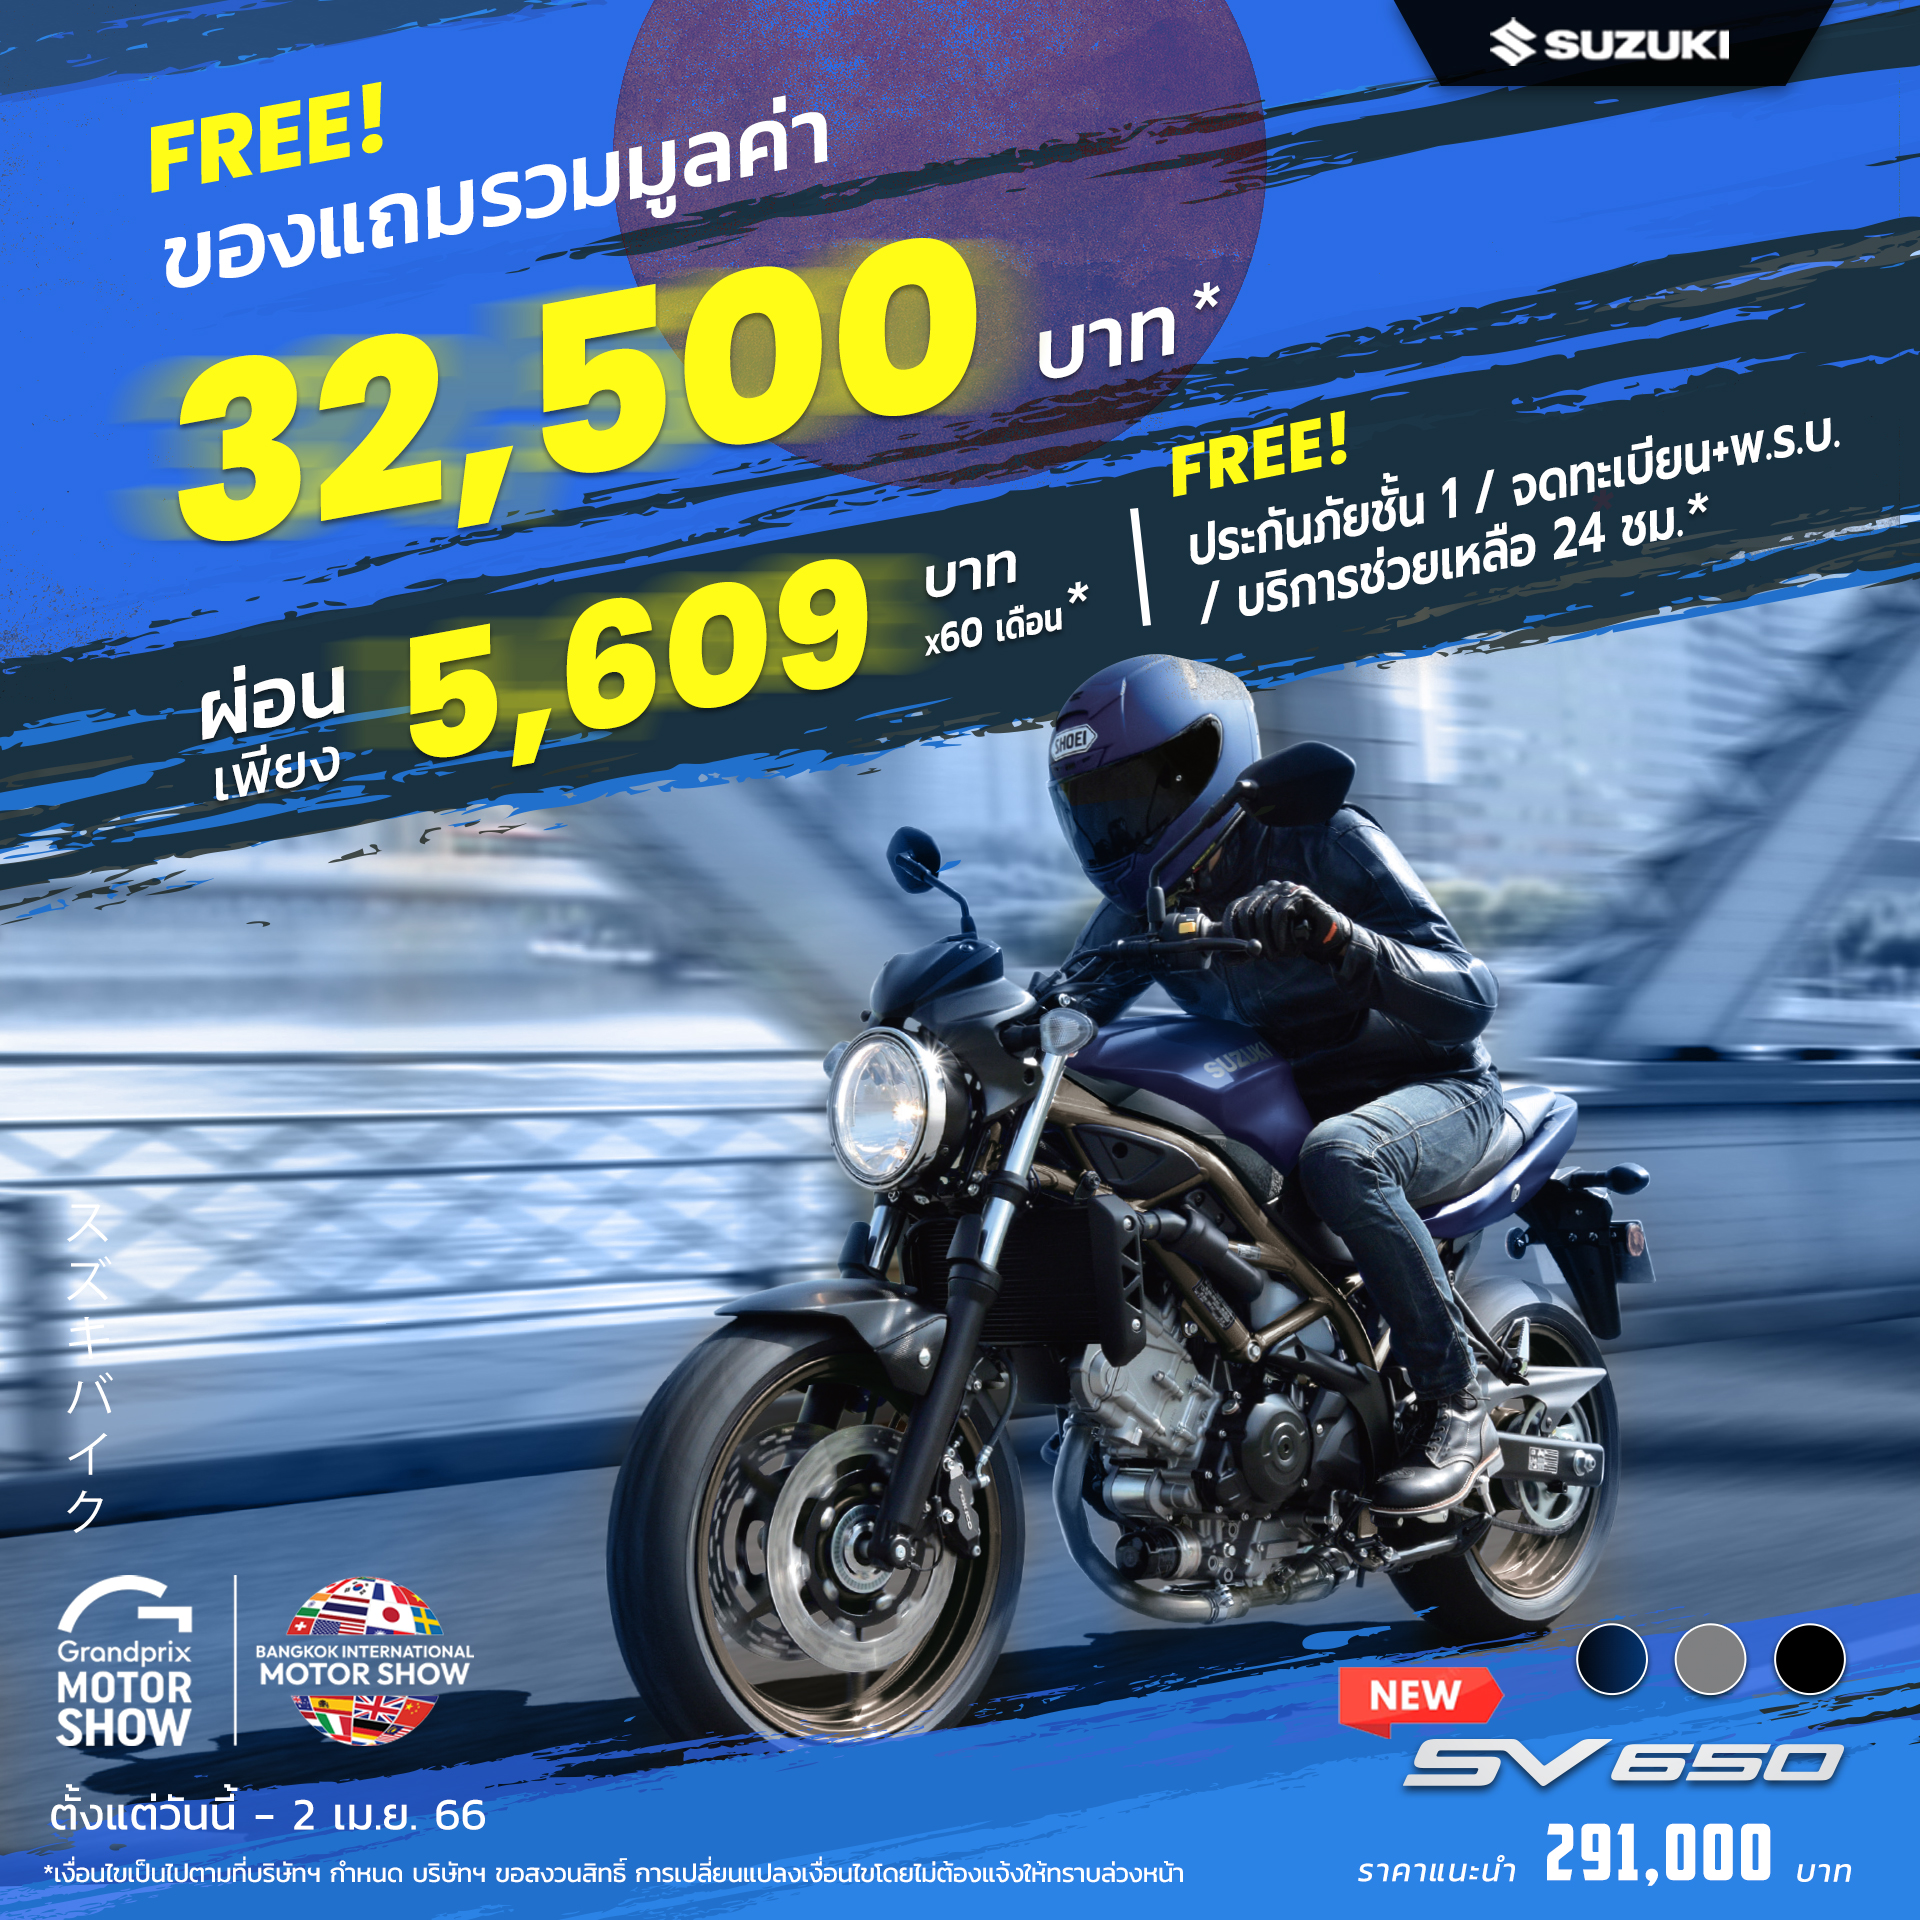 SUZUKI
FREE!
ของแถมรวมมูลค่า
32,500 บาท*
FREE!
ประกันภัยชั้น 1 / จดทะเบียน+พ.ร.บ.
/ บริการช่วยเหลือ 24 ชม.*
ผ่อน
เพียง
5,609 บาท
x60 เดือน*
SHOEI
SUZUKI
TOKICO
スズキバイク
Grandprix
MOTOR
SHOW
BANGKOK INTERNATIONAL
MOTOR SHOW
ตั้งแต่วันนี้ - 2 เม.ย. 66
*เงื่อนไขเป็นไปตามที่บริษัทฯ กำหนด บริษัทฯ ขอสงวนสิทธิ์ การเปลี่ยนแปลงเงื่อนไขโดยไม่ต้องแจ้งให้ทราบล่วงหน้า
NEW
SV650
ราคาแนะนำ 291,000 บาท